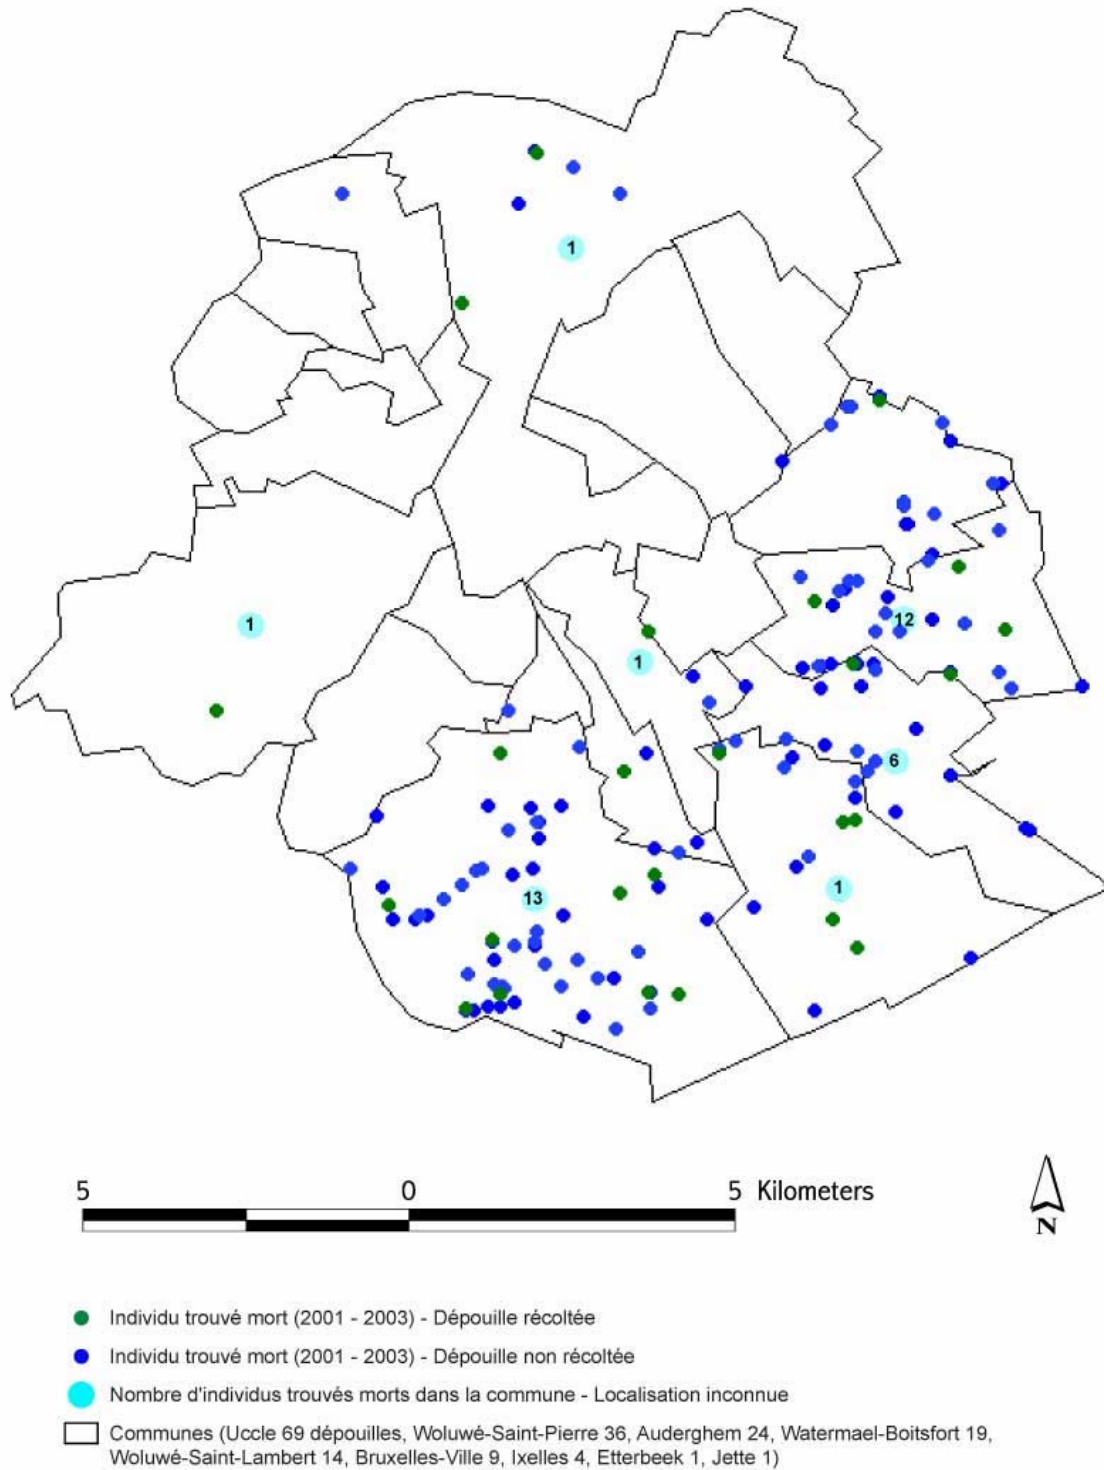 1
1
12
1
6
1
13
5 0 5 Kilometers
N
Individu trouvé mort (2001 - 2003) - Dépouille récoltée
Individu trouvé mort (2001 - 2003) - Dépouille non récoltée
Nombre d'individus trouvés morts dans la commune - Localisation inconnue
Communes (Uccle 69 dépouilles, Woluwé-Saint-Pierre 36, Auderghem 24, Watermael-Boitsfort 19,
Woluwé-Saint-Lambert 14, Bruxelles-Ville 9, Ixelles 4, Etterbeek 1, Jette 1)